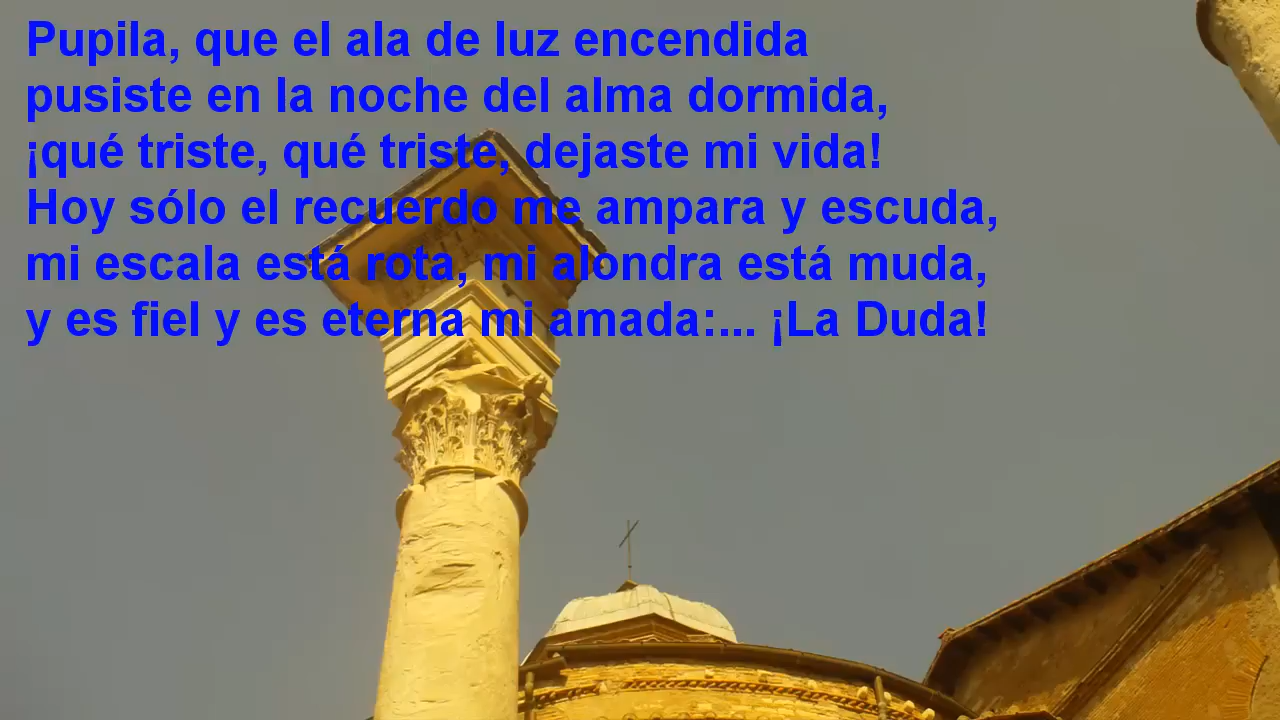 Pupila, que el ala de luz encendida
pusiste en la noche del alma dormida,
¡qué triste, qué triste, dejaste mi vida!
Hoy sólo el recuerdo me ampara y escuda,
mi escala está rota, mi alondra está muda,
y es fiel y es eterna mi amada:... ¡La Duda!